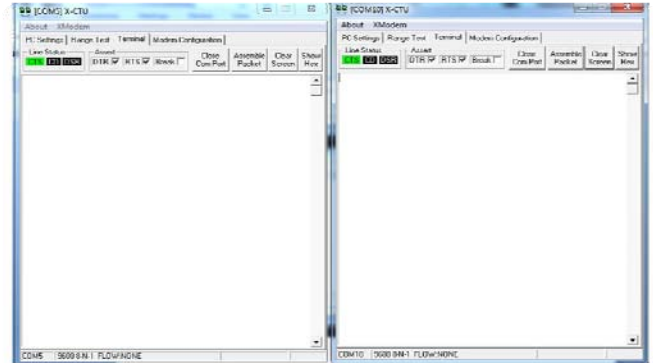 [COM5] X-CTU
About XModem
PC Settings Range Test Terminal Modem Configuration
Line Status Assert
CTS CD DSR DTR RTS Break
Close Com Port
Assemble Packet
Clear Screen
Show Hex
COM5 9600 8-N-1 FLOW:NONE
[COM10] X-CTU
About XModem
PC Settings Range Test Terminal Modem Configuration
Line Status Assert
CTS CD DSR DTR RTS Break
Close Com Port
Assemble Packet
Clear Screen
Show Hex
COM10 9600 8-N-1 FLOW:NONE